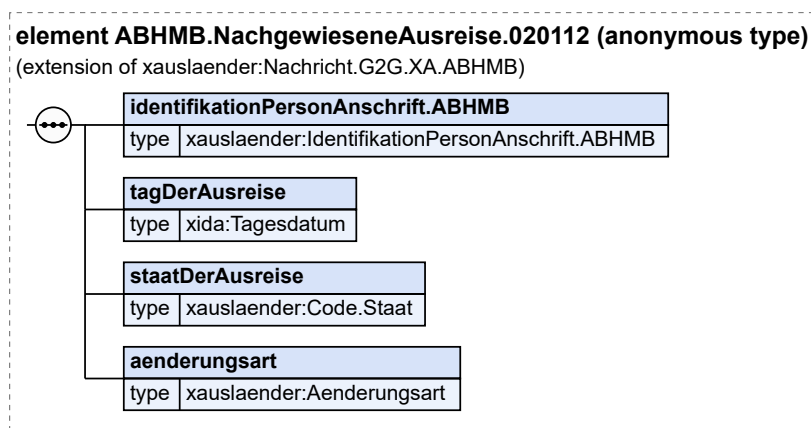 element ABHMB.NachgewieseneAusreise.020112 (anonymous type)
(extension of xauslaender:Nachricht.G2G.XA.ABHMB)
identifikationPersonAnschrift.ABHMB
type xauslaender:IdentifikationPersonAnschrift.ABHMB
tagDerAusreise
type xida:Tagesdatum
staatDerAusreise
type xauslaender:Code.Staat
aenderungsart
type xauslaender:Aenderungsart